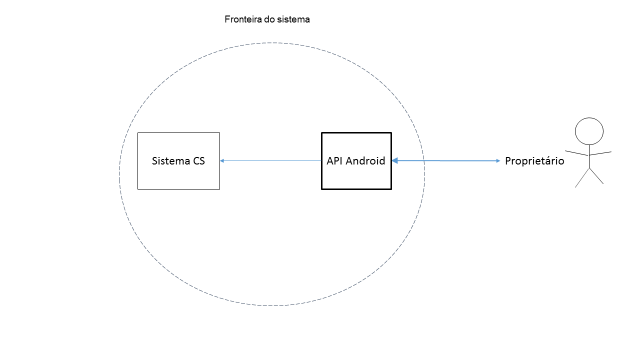 Fronteira do sistema
Sistema CS
API Android
Proprietário